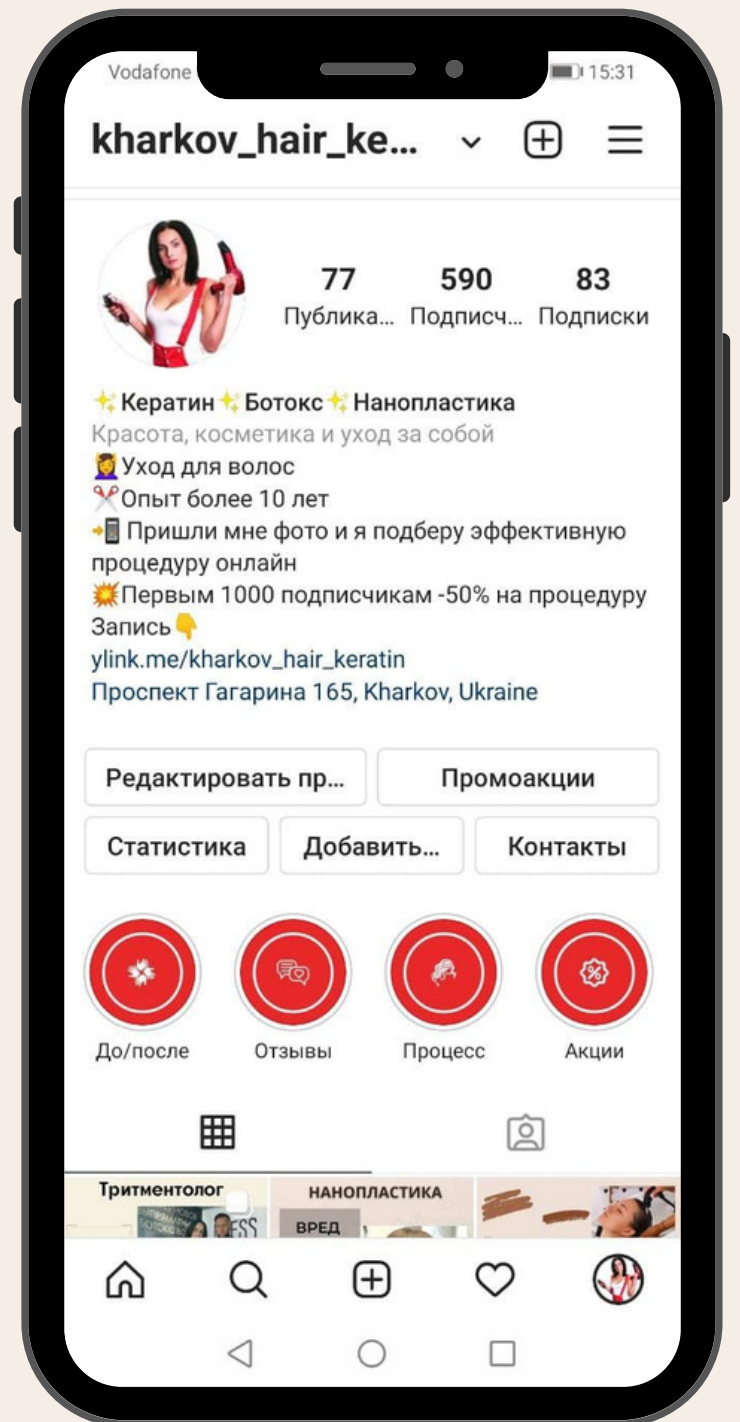 Vodafone 15:31
kharkov_hair_ke...
77 590 83
Публика... Подписч... Подписки
✨Кератин✨Ботокс✨Нанопластика
Красота, косметика и уход за собой
💆‍♀️Уход для волос
✂️Опыт более 10 лет
📲 Пришли мне фото и я подберу эффективную
процедуру онлайн
💥Первым 1000 подписчикам -50% на процедуру
Запись👇
ylink.me/kharkov_hair_keratin
Проспект Гагарина 165, Kharkov, Ukraine
Редактировать пр... Промоакции
Статистика Добавить... Контакты
До/после Отзывы Процесс Акции
Тритментолог НАНОПЛАСТИКА
ВРЕД